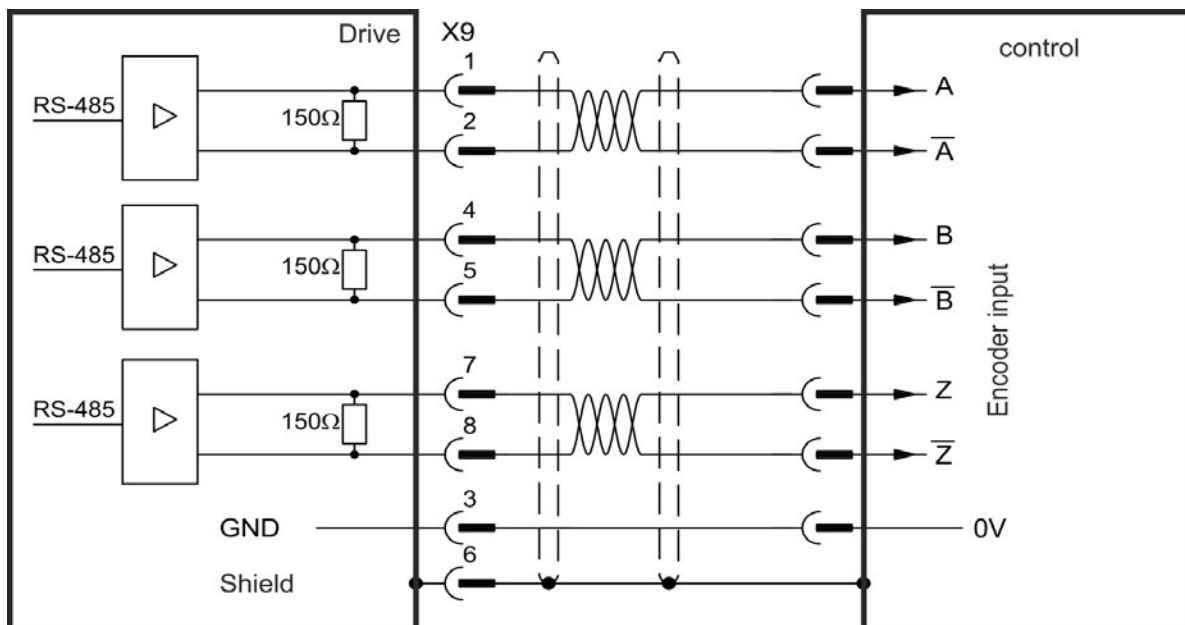 Drive X9 control
1 A
RS-485 150Ω
2 A̅
4 B
RS-485 150Ω
5 B̅
7 Z
RS-485 150Ω
8 Z̅
Encoder input
3
GND 0V
6
Shield